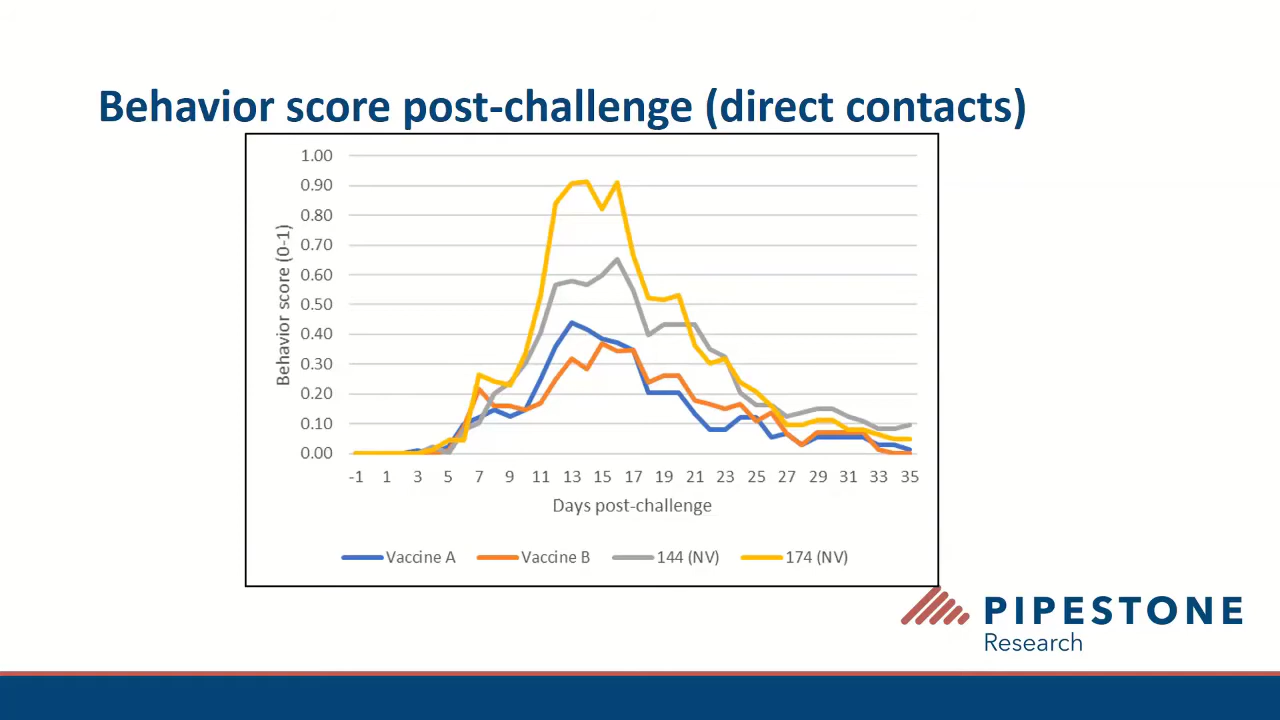 Behavior score post-challenge (direct contacts)
1.00
0.90
0.80
0.70
0.60
0.50
0.40
0.30
0.20
0.10
0.00
Behavior score (0-1)
-1 1 3 5 7 9 11 13 15 17 19 21 23 25 27 29 31 33 35
Days post-challenge
Vaccine A Vaccine B 144 (NV) 174 (NV)
PIPESTONE
Research